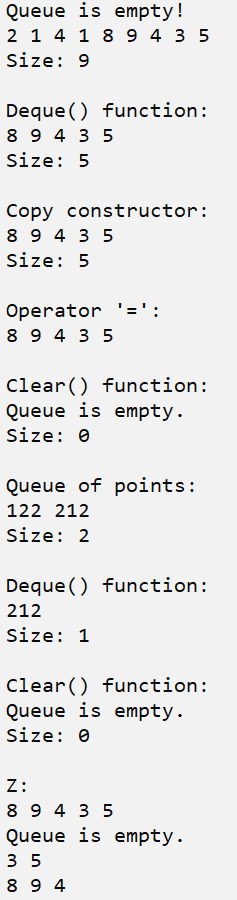 Queue is empty!
2 1 4 1 8 9 4 3 5
Size: 9
Deque() function:
8 9 4 3 5
Size: 5
Copy constructor:
8 9 4 3 5
Size: 5
Operator '=':
8 9 4 3 5
Clear() function:
Queue is empty.
Size: 0
Queue of points:
122 212
Size: 2
Deque() function:
212
Size: 1
Clear() function:
Queue is empty.
Size: 0
Z:
8 9 4 3 5
Queue is empty.
3 5
8 9 4